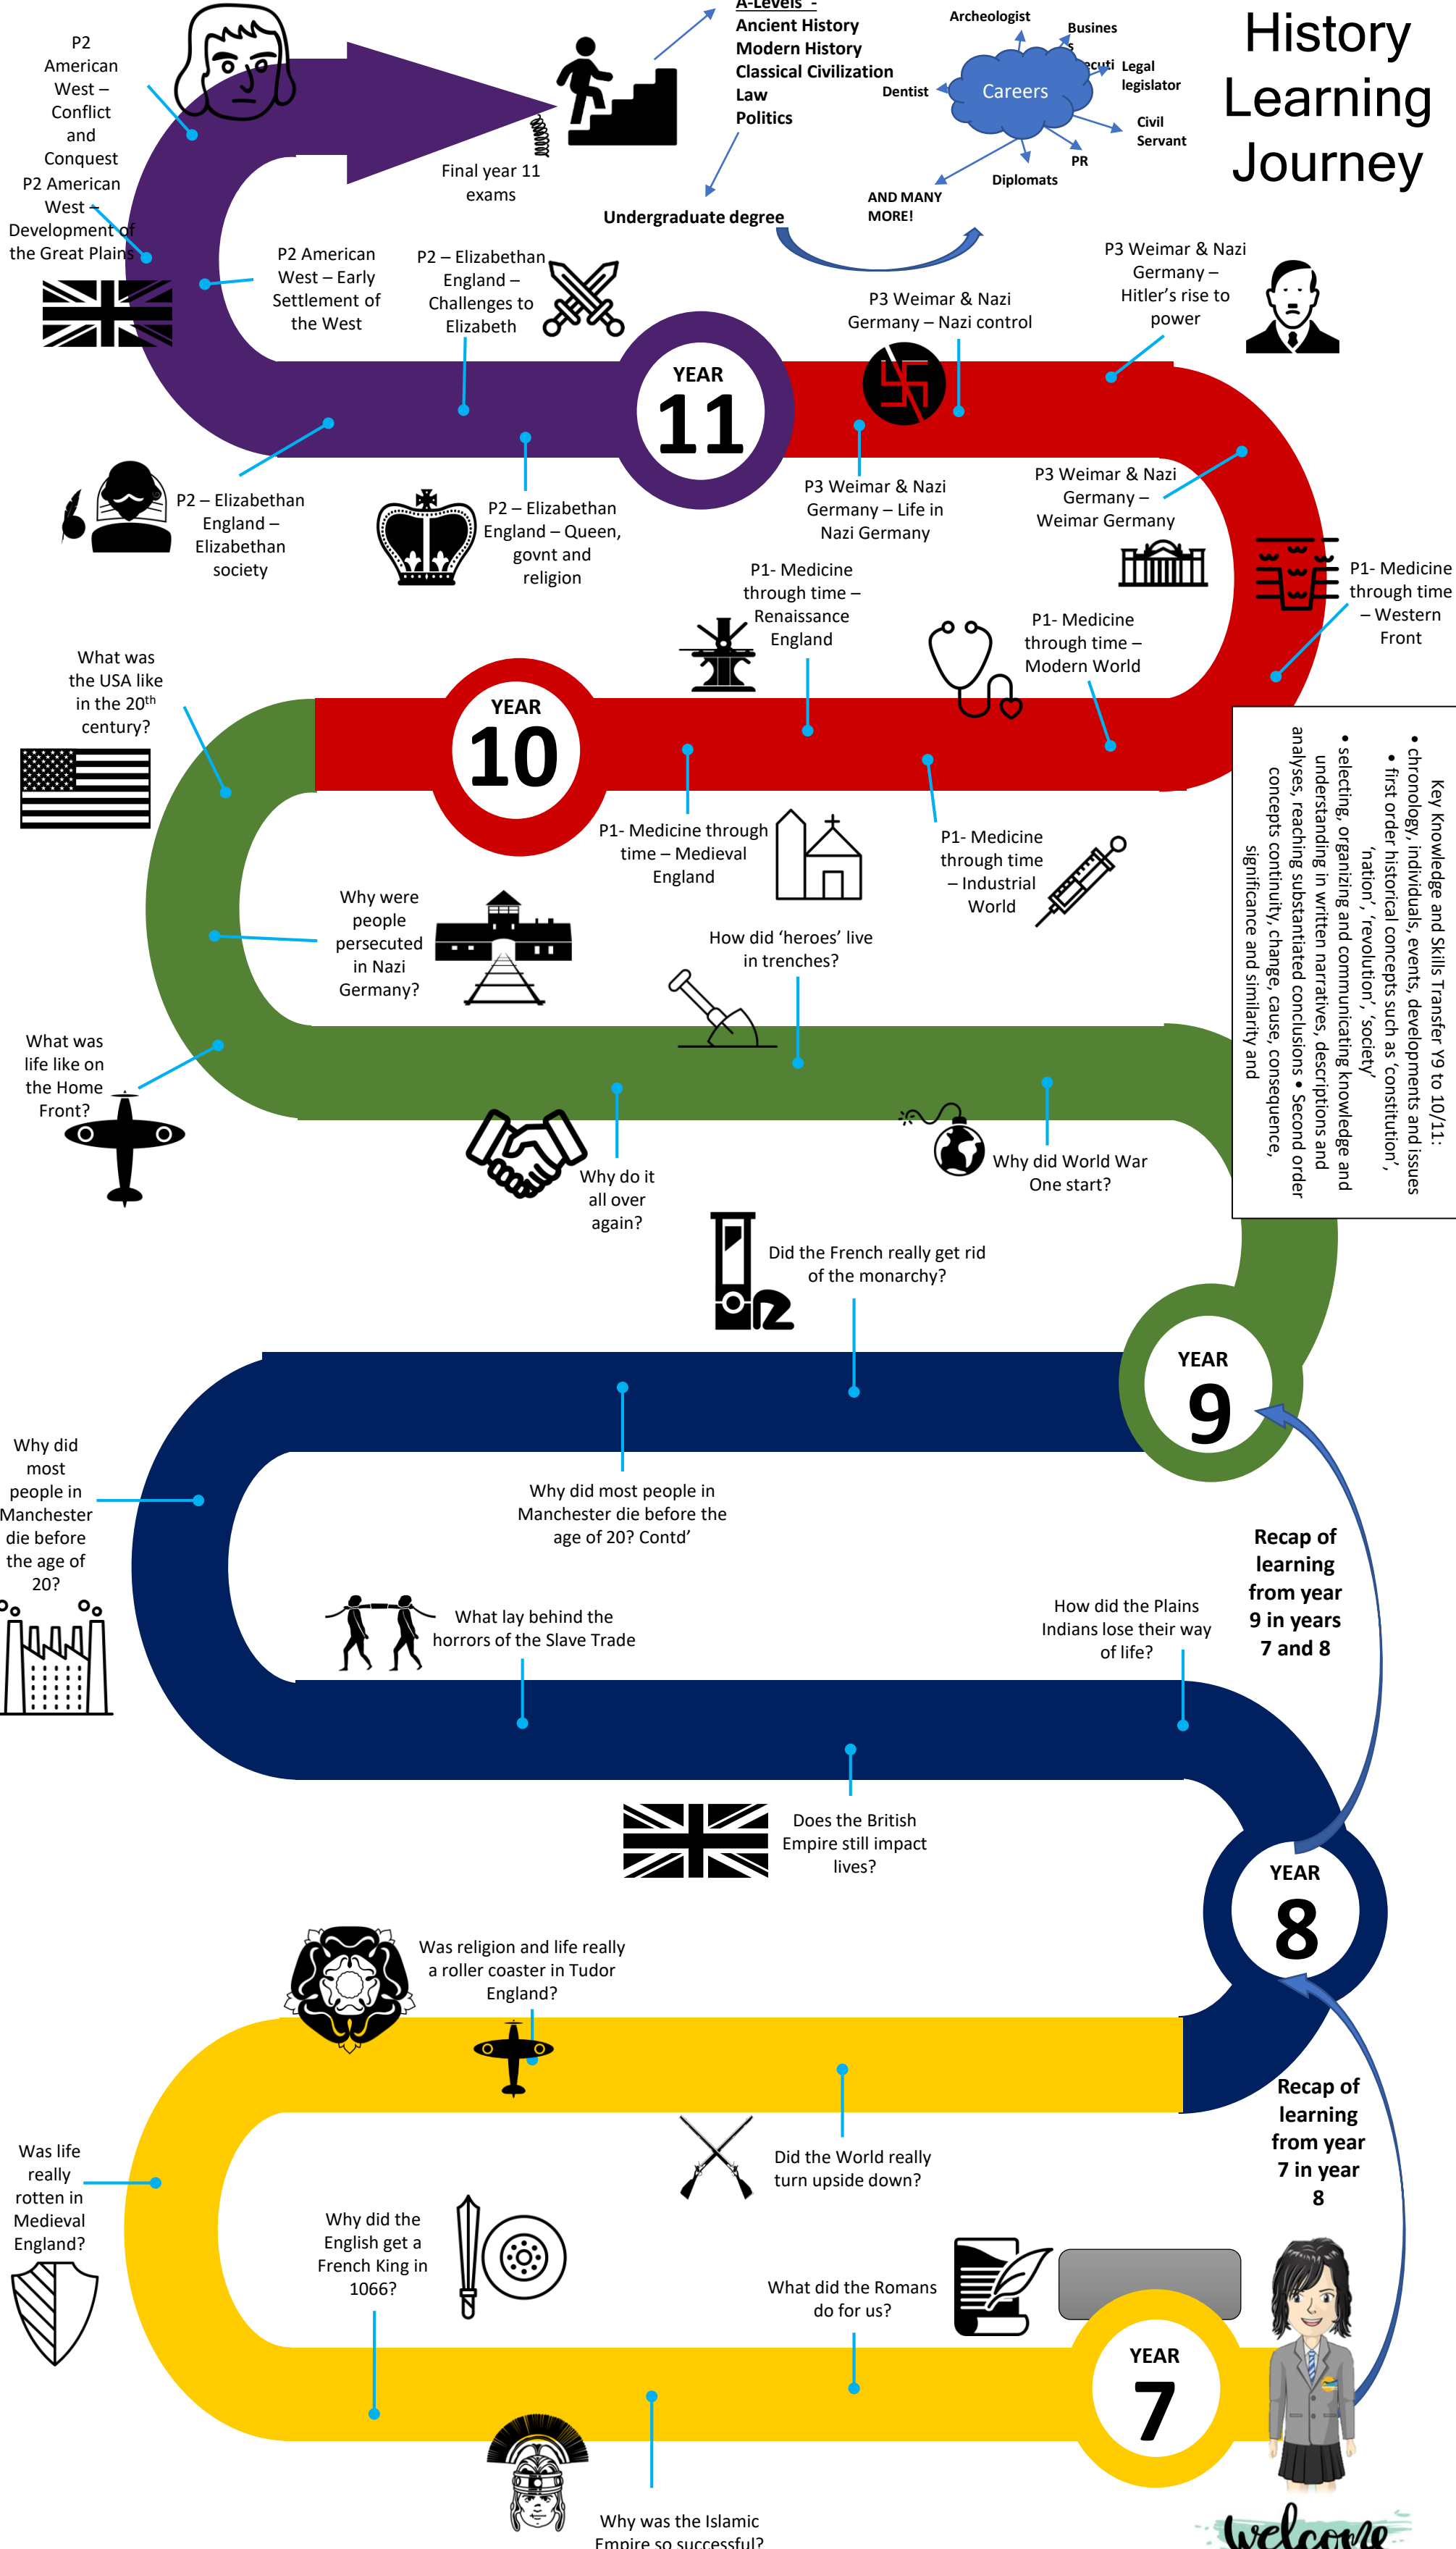 A-Levels -
Ancient History
Modern History
Classical Civilization
Law
Politics
Archeologist
Busines
s
ecuti
Legal
legislator
Dentist
Careers
Civil
Servant
PR
Diplomats
AND MANY
MORE!
Undergraduate degree
History
Learning
Journey
P2
American
West –
Conflict
and
Conquest
P2 American
West –
Development of
the Great Plains
Final year 11
exams
P2 American
West – Early
Settlement of
the West
P2 – Elizabethan
England –
Challenges to
Elizabeth
P3 Weimar & Nazi
Germany – Nazi control
P3 Weimar & Nazi
Germany –
Hitler's rise to
power
YEAR
11
P2 – Elizabethan
England –
Elizabethan
society
P2 – Elizabethan
England – Queen,
govnt and
religion
P3 Weimar & Nazi
Germany – Life in
Nazi Germany
P3 Weimar & Nazi
Germany –
Weimar Germany
P1- Medicine
through time
– Western
Front
P1- Medicine
through time –
Renaissance
England
P1- Medicine
through time –
Modern World
What was
the USA like
in the 20th
century?
YEAR
10
P1- Medicine through
time – Medieval
England
P1- Medicine
through time
– Industrial
World
Key Knowledge and Skills Transfer Y9 to 10/11:
• chronology, individuals, events, developments and issues
• first order historical concepts such as 'constitution',
'nation', 'revolution', 'society'
• selecting, organizing and communicating knowledge and
understanding in written narratives, descriptions and
analyses, reaching substantiated conclusions • Second order
concepts continuity, change, cause, consequence,
significance and similarity and
Why were
people
persecuted
in Nazi
Germany?
How did 'heroes' live
in trenches?
What was
life like on
the Home
Front?
Why do it
all over
again?
Why did World War
One start?
Did the French really get rid
of the monarchy?
YEAR
9
Why did
most
people in
Manchester
die before
the age of
20?
Why did most people in
Manchester die before the
age of 20? Contd'
Recap of
learning
from year
9 in years
7 and 8
What lay behind the
horrors of the Slave Trade
How did the Plains
Indians lose their way
of life?
Does the British
Empire still impact
lives?
YEAR
8
Was religion and life really
a roller coaster in Tudor
England?
Recap of
learning
from year
7 in year
8
Did the World really
turn upside down?
Was life
really
rotten in
Medieval
England?
Why did the
English get a
French King in
1066?
What did the Romans
do for us?
YEAR
7
Why was the Islamic
Empire so successful?
welcome